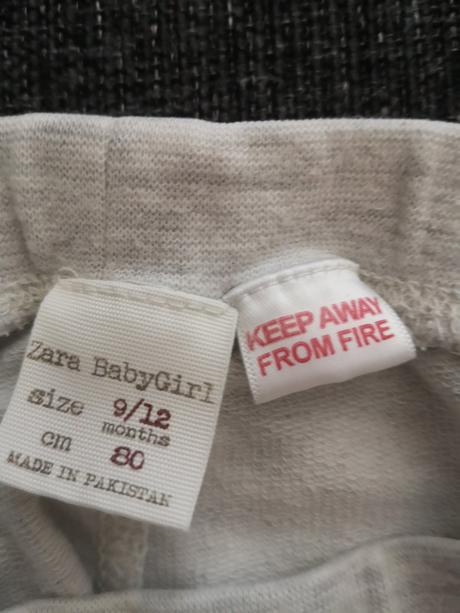 Zara BabyGirl
size 9/12
months
cm 80
MADE IN PAKISTAN
KEEP AWAY
FROM FIRE